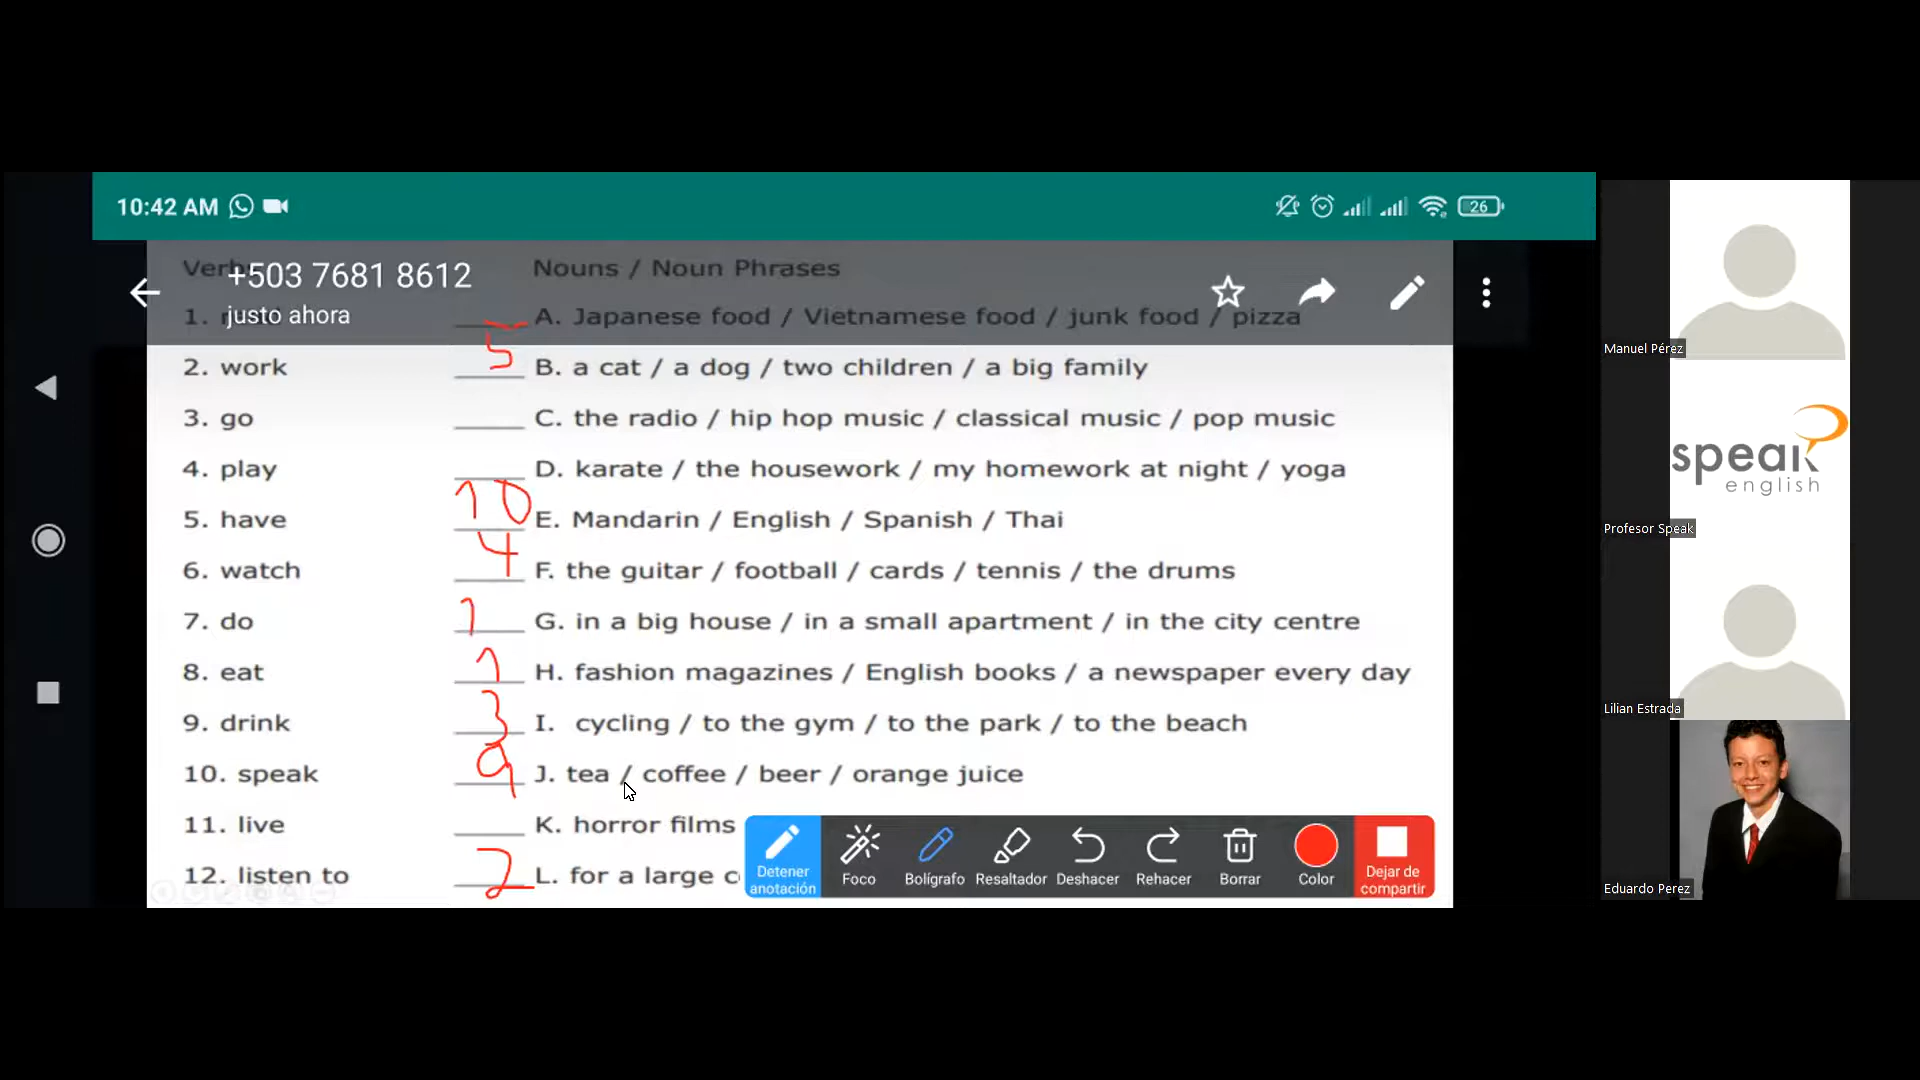 10:42 AM
26
Verb
Nouns / Noun Phrases
+503 7681 8612
justo ahora
1.
A. Japanese food / Vietnamese food / junk food / pizza
2. work
5
B. a cat / a dog / two children / a big family
3. go
C. the radio / hip hop music / classical music / pop music
4. play
D. karate / the housework / my homework at night / yoga
5. have
10
E. Mandarin / English / Spanish / Thai
6. watch
4
F. the guitar / football / cards / tennis / the drums
7. do
1
G. in a big house / in a small apartment / in the city centre
8. eat
1
H. fashion magazines / English books / a newspaper every day
9. drink
3
I. cycling / to the gym / to the park / to the beach
10. speak
9
J. tea / coffee / beer / orange juice
11. live
K. horror films
12. listen to
2
L. for a large c
Detener anotación
Foco
Bolígrafo
Resaltador
Deshacer
Rehacer
Borrar
Color
Dejar de compartir
Manuel Pérez
speak
english
Profesor Speak
Lilian Estrada
Eduardo Perez